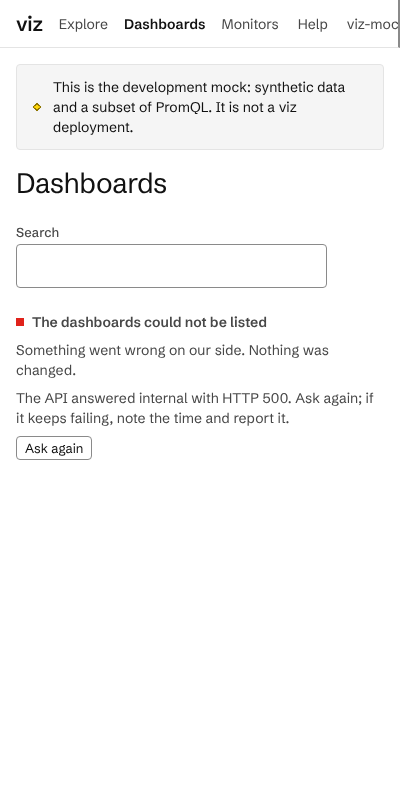 viz Explore Dashboards Monitors Help viz-moc
This is the development mock: synthetic data
and a subset of PromQL. It is not a viz
deployment.
Dashboards
Search
The dashboards could not be listed
Something went wrong on our side. Nothing was
changed.
The API answered internal with HTTP 500. Ask again; if
it keeps failing, note the time and report it.
Ask again